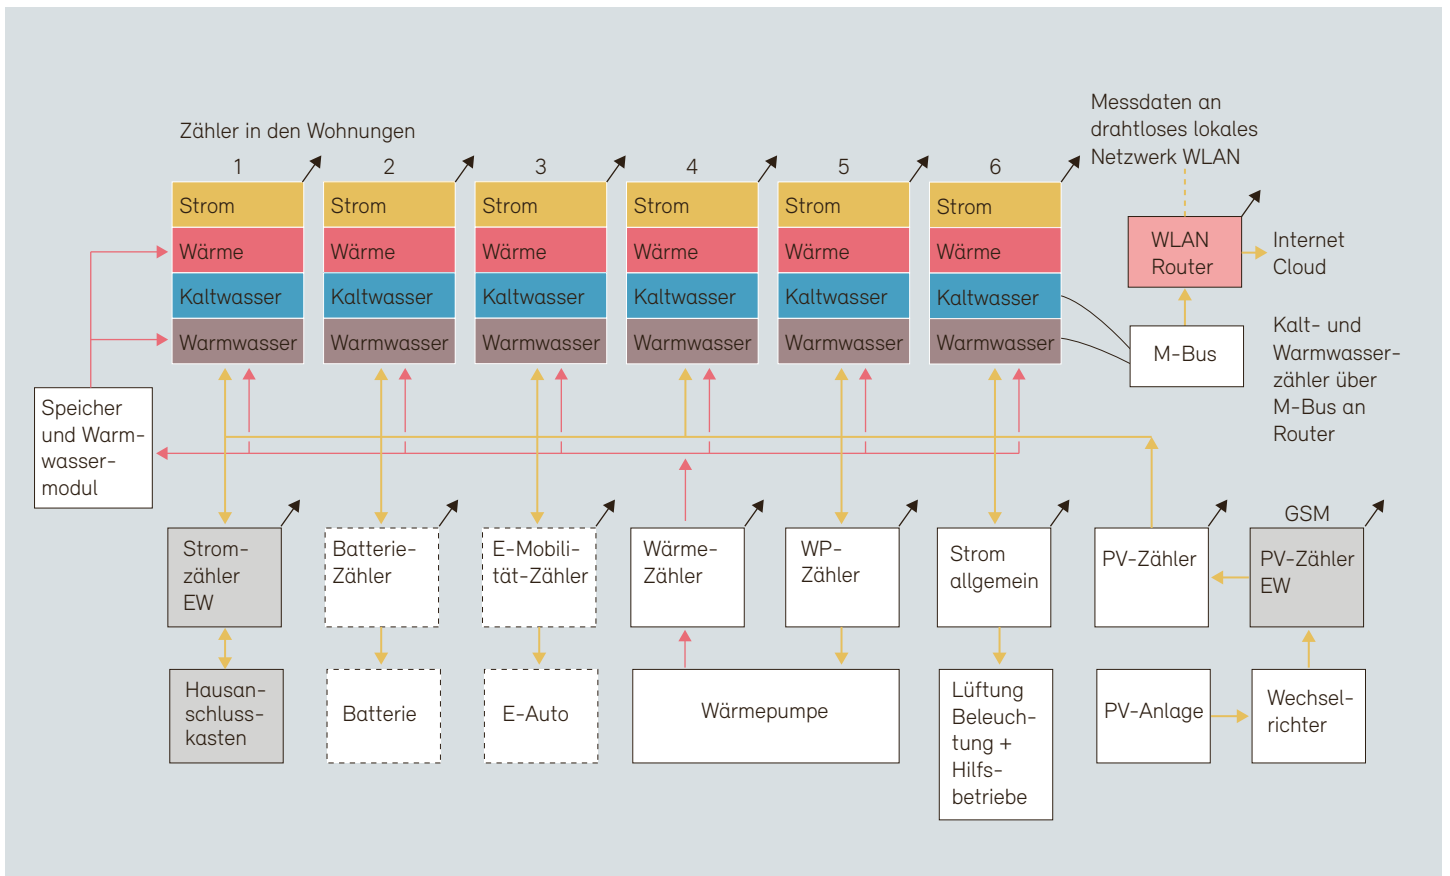 Zähler in den Wohnungen
1
2
3
4
5
6
Strom
Wärme
Kaltwasser
Warmwasser
Strom
Wärme
Kaltwasser
Warmwasser
Strom
Wärme
Kaltwasser
Warmwasser
Strom
Wärme
Kaltwasser
Warmwasser
Strom
Wärme
Kaltwasser
Warmwasser
Strom
Wärme
Kaltwasser
Warmwasser
Messdaten an
drahtloses lokales
Netzwerk WLAN
WLAN
Router
Internet
Cloud
M-Bus
Kalt- und
Warmwasser-
zähler über
M-Bus an
Router
Speicher
und Warm-
wasser-
modul
Strom-
zähler
EW
Batterie-
Zähler
E-Mobili-
tät-Zähler
Wärme-
Zähler
WP-
Zähler
Strom
allgemein
PV-Zähler
GSM
PV-Zähler
EW
Hausan-
schluss-
kasten
Batterie
E-Auto
Wärmepumpe
Lüftung
Beleuch-
tung +
Hilfs-
betriebe
PV-Anlage
Wechsel-
richter